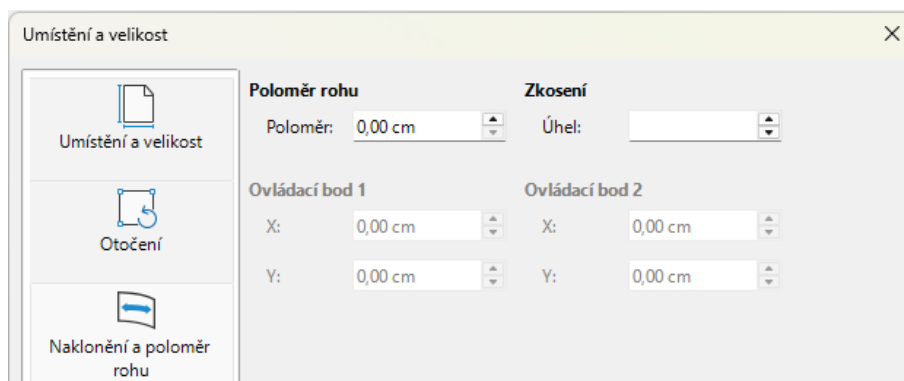 Umístění a velikost
Umístění a velikost
Otočení
Naklonění a poloměr
rohu
Poloměr rohu
Poloměr: 0,00 cm
Zkosení
Úhel:
Ovládací bod 1
X: 0,00 cm
Y: 0,00 cm
Ovládací bod 2
X: 0,00 cm
Y: 0,00 cm